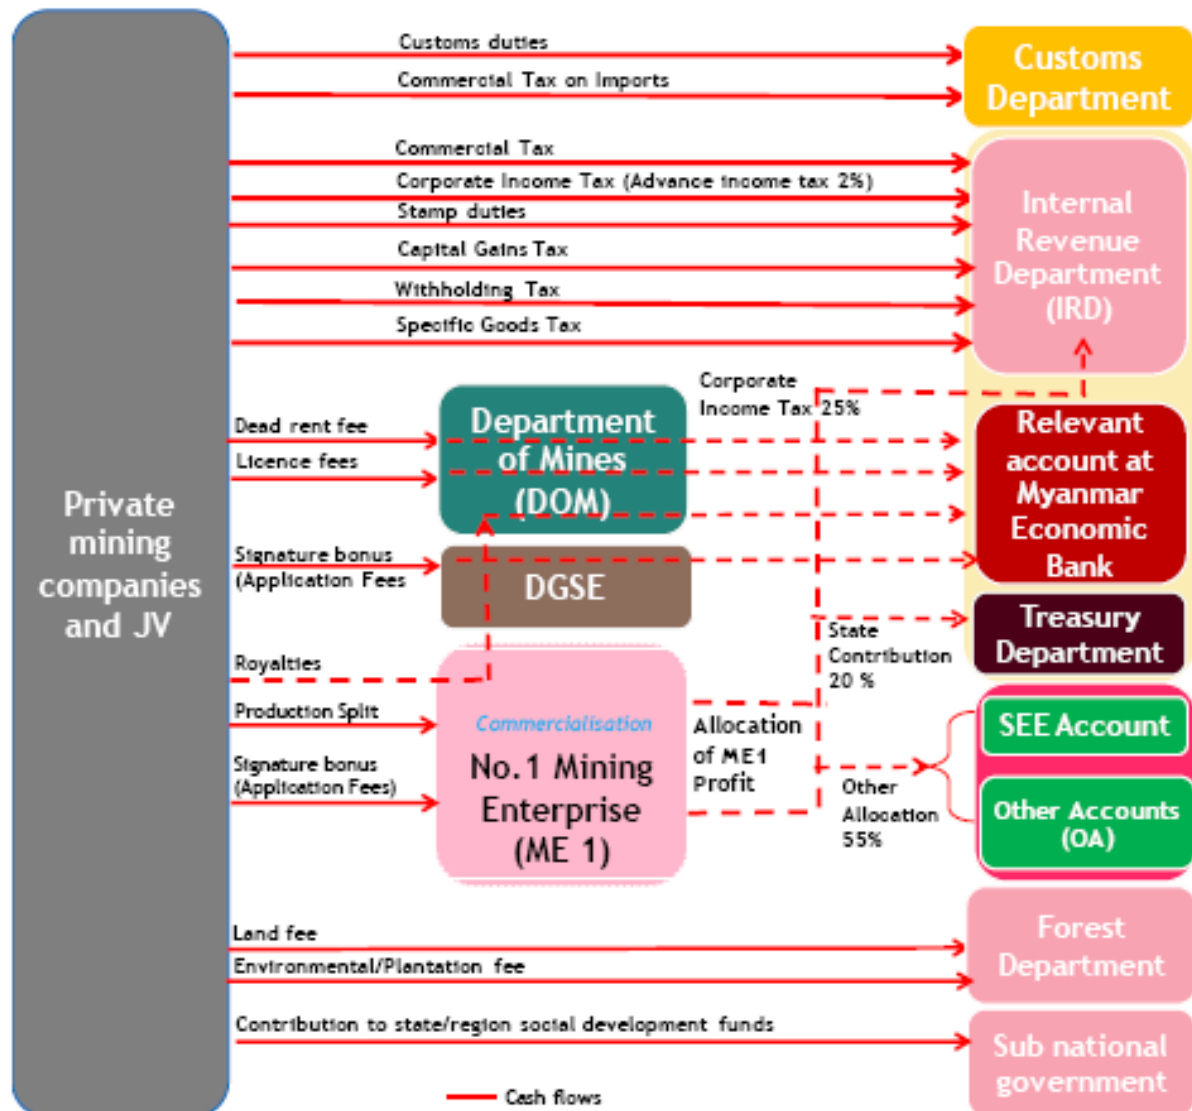 Customs duties
Commercial Tax on Imports
Customs
Department
Commercial Tax
Corporate Income Tax (Advance income tax 2%)
Stamp duties
Capital Gains Tax
Withholding Tax
Specific Goods Tax
Internal
Revenue
Department
(IRD)
Corporate
Income Tax 25%
Dead rent fee
Licence fees
Department
of Mines
(DOM)
Relevant
account at
Myanmar
Economic
Bank
Private
mining
companies
and JV
Signature bonus
(Application Fees
DGSE
Treasury
Department
State
Contribution
20 %
Royalties
Production Split
Signature bonus
(Application Fees)
Commercialisation
No.1 Mining
Enterprise
(ME 1)
Allocation
of ME1
Profit
Other
Allocation
55%
SEE Account
Other Accounts
(OA)
Land fee
Environmental/Plantation fee
Forest
Department
Contribution to state/region social development funds
Sub national
government
Cash flows